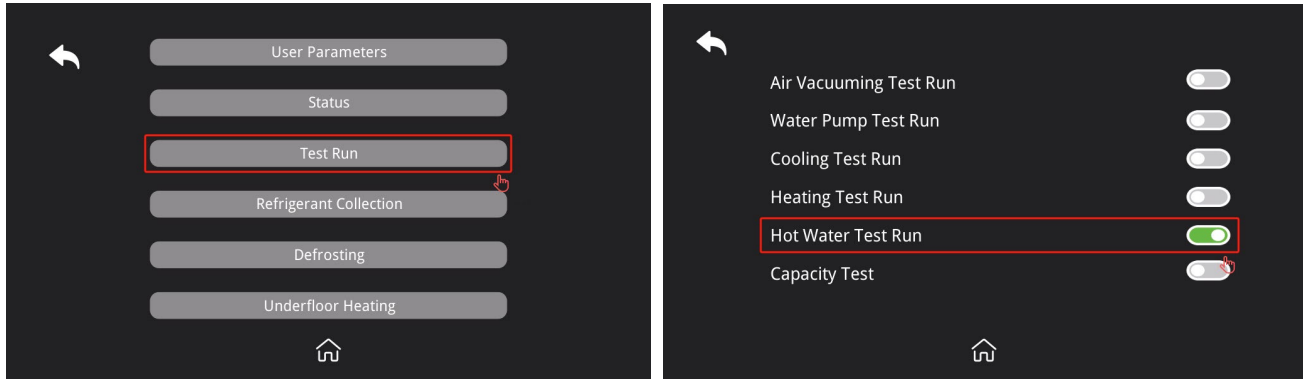 User Parameters
Status
Test Run
Refrigerant Collection
Defrosting
Underfloor Heating
Air Vacuuming Test Run
Water Pump Test Run
Cooling Test Run
Heating Test Run
Hot Water Test Run
Capacity Test